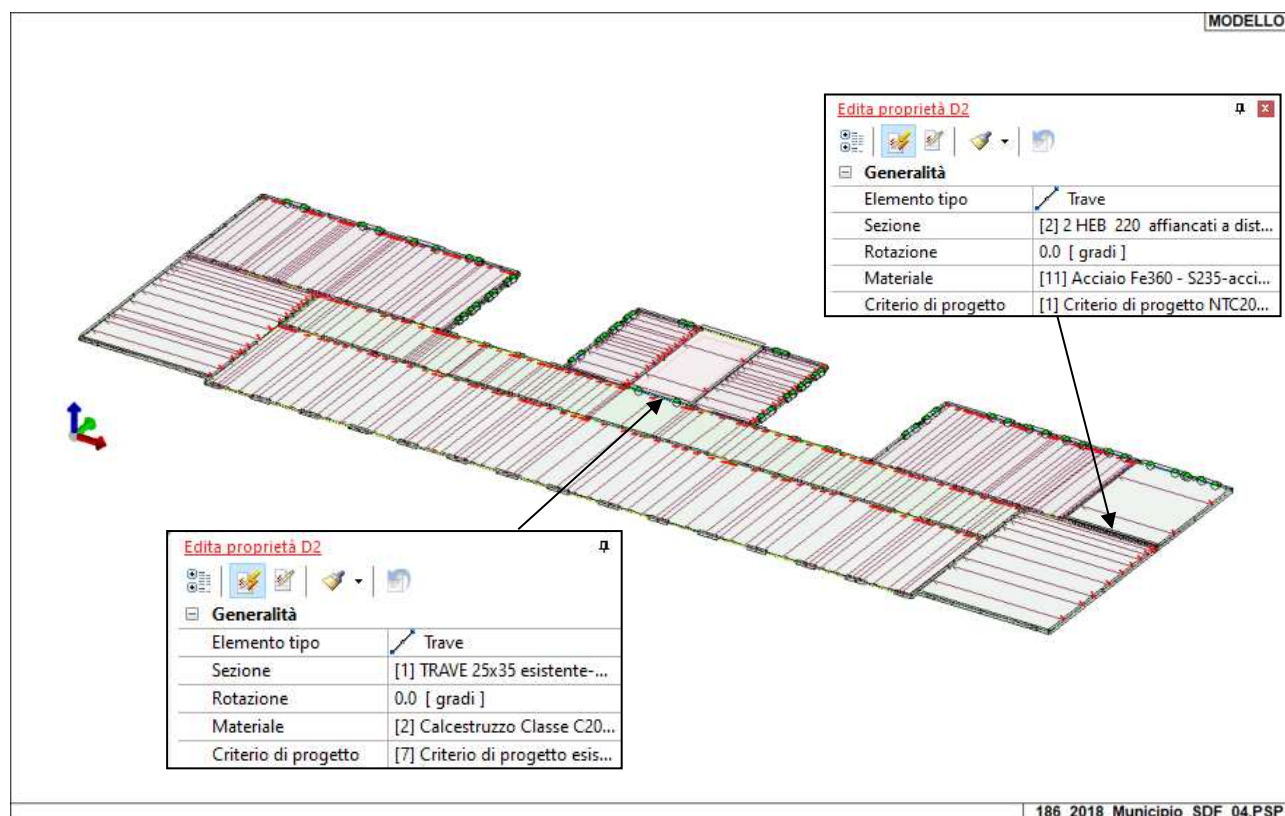 MODELLO
Edita proprietà D2
Generalità
Elemento tipo Trave
Sezione [2] 2 HEB 220 affiancati a dist...
Rotazione 0.0 [ gradi ]
Materiale [11] Acciaio Fe360 - S235-acci...
Criterio di progetto [1] Criterio di progetto NTC20...
Edita proprietà D2
Generalità
Elemento tipo Trave
Sezione [1] TRAVE 25x35 esistente-...
Rotazione 0.0 [ gradi ]
Materiale [2] Calcestruzzo Classe C20...
Criterio di progetto [7] Criterio di progetto esis...
186_2018_Municipio_SDF_04.PSP